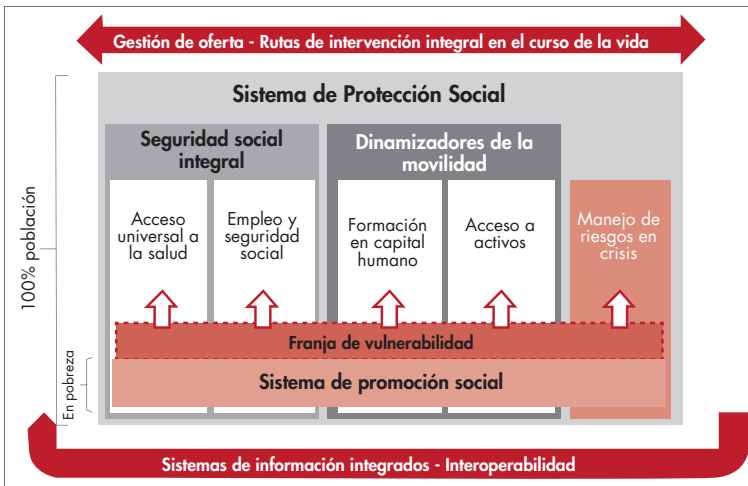 Gestión de oferta - Rutas de intervención integral en el curso de la vida
Sistema de Protección Social
Seguridad social
integral
Dinamizadores de la
movilidad
Acceso
universal a
la salud
Empleo y
seguridad
social
Formación
en capital
humano
Acceso a
activos
Manejo de
riesgos en
crisis
100% población
Franja de vulnerabilidad
En pobreza
Sistema de promoción social
Sistemas de información integrados - Interoperabilidad